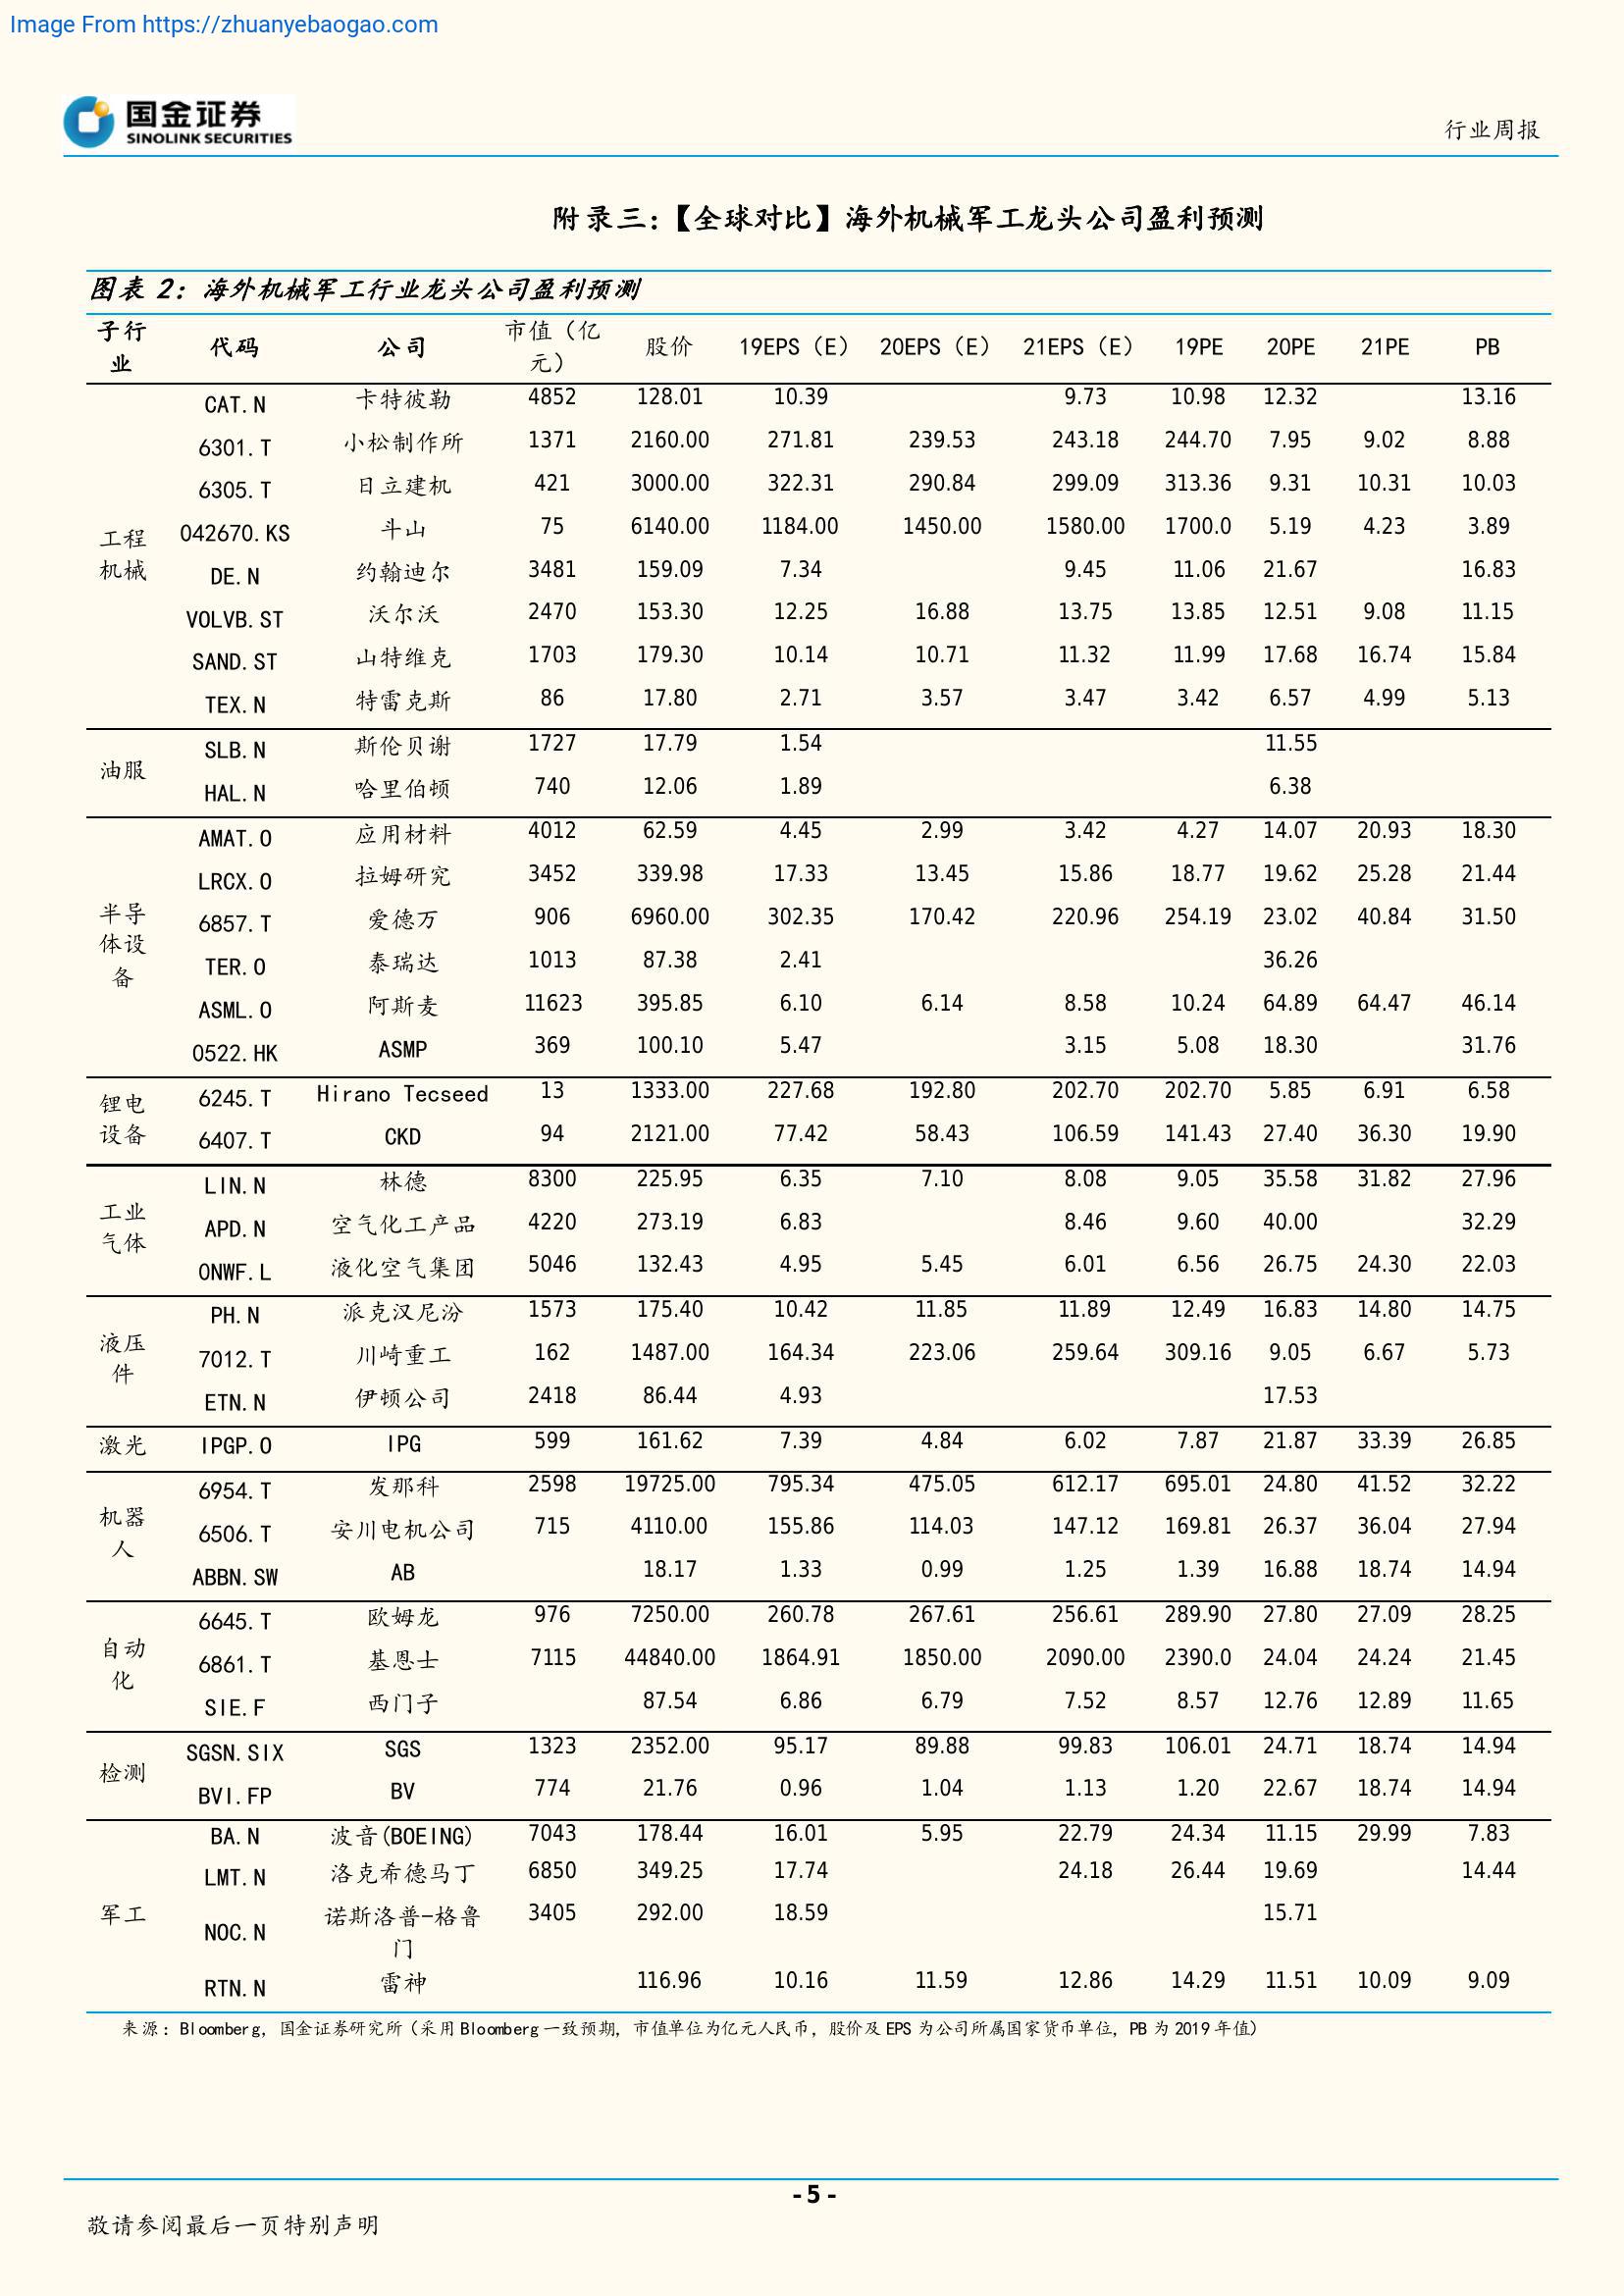 Image From https://zhuanyebaogao.com
国金证券
SINOLINK SECURITIES
行业周报
附录三:【全球对比】海外机械军工龙头公司盈利预测
图表 2: 海外机械军工行业龙头公司盈利预测
子行业 代码 公司 市值（亿元） 股价 19EPS（E） 20EPS（E） 21EPS（E） 19PE 20PE 21PE PB
工程机械
CAT.N 卡特彼勒 4852 128.01 10.39 9.73 10.98 12.32 13.16
6301.T 小松制作所 1371 2160.00 271.81 239.53 243.18 244.70 7.95 9.02 8.88
6305.T 日立建机 421 3000.00 322.31 290.84 299.09 313.36 9.31 10.31 10.03
042670.KS 斗山 75 6140.00 1184.00 1450.00 1580.00 1700.0 5.19 4.23 3.89
DE.N 约翰迪尔 3481 159.09 7.34 9.45 11.06 21.67 16.83
VOLVB.ST 沃尔沃 2470 153.30 12.25 16.88 13.75 13.85 12.51 9.08 11.15
SAND.ST 山特维克 1703 179.30 10.14 10.71 11.32 11.99 17.68 16.74 15.84
TEX.N 特雷克斯 86 17.80 2.71 3.57 3.47 3.42 6.57 4.99 5.13
油服
SLB.N 斯伦贝谢 1727 17.79 1.54 11.55
HAL.N 哈里伯顿 740 12.06 1.89 6.38
半导体设备
AMAT.O 应用材料 4012 62.59 4.45 2.99 3.42 4.27 14.07 20.93 18.30
LRCX.O 拉姆研究 3452 339.98 17.33 13.45 15.86 18.77 19.62 25.28 21.44
6857.T 爱德万 906 6960.00 302.35 170.42 220.96 254.19 23.02 40.84 31.50
TER.O 泰瑞达 1013 87.38 2.41 36.26
ASML.O 阿斯麦 11623 395.85 6.10 6.14 8.58 10.24 64.89 64.47 46.14
0522.HK ASMP 369 100.10 5.47 3.15 5.08 18.30 31.76
锂电设备
6245.T Hirano Tecseed 13 1333.00 227.68 192.80 202.70 202.70 5.85 6.91 6.58
6407.T CKD 94 2121.00 77.42 58.43 106.59 141.43 27.40 36.30 19.90
工业气体
LIN.N 林德 8300 225.95 6.35 7.10 8.08 9.05 35.58 31.82 27.96
APD.N 空气化工产品 4220 273.19 6.83 8.46 9.60 40.00 32.29
ONWF.L 液化空气集团 5046 132.43 4.95 5.45 6.01 6.56 26.75 24.30 22.03
液压件
PH.N 派克汉尼汾 1573 175.40 10.42 11.85 11.89 12.49 16.83 14.80 14.75
7012.T 川崎重工 162 1487.00 164.34 223.06 259.64 309.16 9.05 6.67 5.73
ETN.N 伊顿公司 2418 86.44 4.93 17.53
激光
IPGP.O IPG 599 161.62 7.39 4.84 6.02 7.87 21.87 33.39 26.85
机器人
6954.T 发那科 2598 19725.00 795.34 475.05 612.17 695.01 24.80 41.52 32.22
6506.T 安川电机公司 715 4110.00 155.86 114.03 147.12 169.81 26.37 36.04 27.94
ABBN.SW AB 18.17 1.33 0.99 1.25 1.39 16.88 18.74 14.94
自动化
6645.T 欧姆龙 976 7250.00 260.78 267.61 256.61 289.90 27.80 27.09 28.25
6861.T 基恩士 7115 44840.00 1864.91 1850.00 2090.00 2390.0 24.04 24.24 21.45
SIE.F 西门子 87.54 6.86 6.79 7.52 8.57 12.76 12.89 11.65
检测
SGSN.SIX SGS 1323 2352.00 95.17 89.88 99.83 106.01 24.71 18.74 14.94
BVI.FP BV 774 21.76 0.96 1.04 1.13 1.20 22.67 18.74 14.94
军工
BA.N 波音(BOEING) 7043 178.44 16.01 5.95 22.79 24.34 11.15 29.99 7.83
LMT.N 洛克希德马丁 6850 349.25 17.74 24.18 26.44 19.69 14.44
NOC.N 诺斯洛普-格鲁门 3405 292.00 18.59 15.71
RTN.N 雷神 116.96 10.16 11.59 12.86 14.29 11.51 10.09 9.09
来源: Bloomberg, 国金证券研究所（采用 Bloomberg 一致预期, 市值单位为亿元人民币, 股价及 EPS 为公司所属国家货币单位, PB 为 2019 年值）
- 5 -
敬请参阅最后一页特别声明